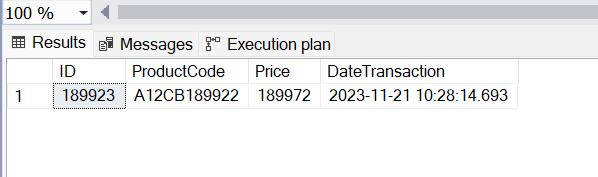 100 %
Results Messages Execution plan
ID ProductCode Price DateTransaction
1 189923 A12CB189922 189972 2023-11-21 10:28:14.693